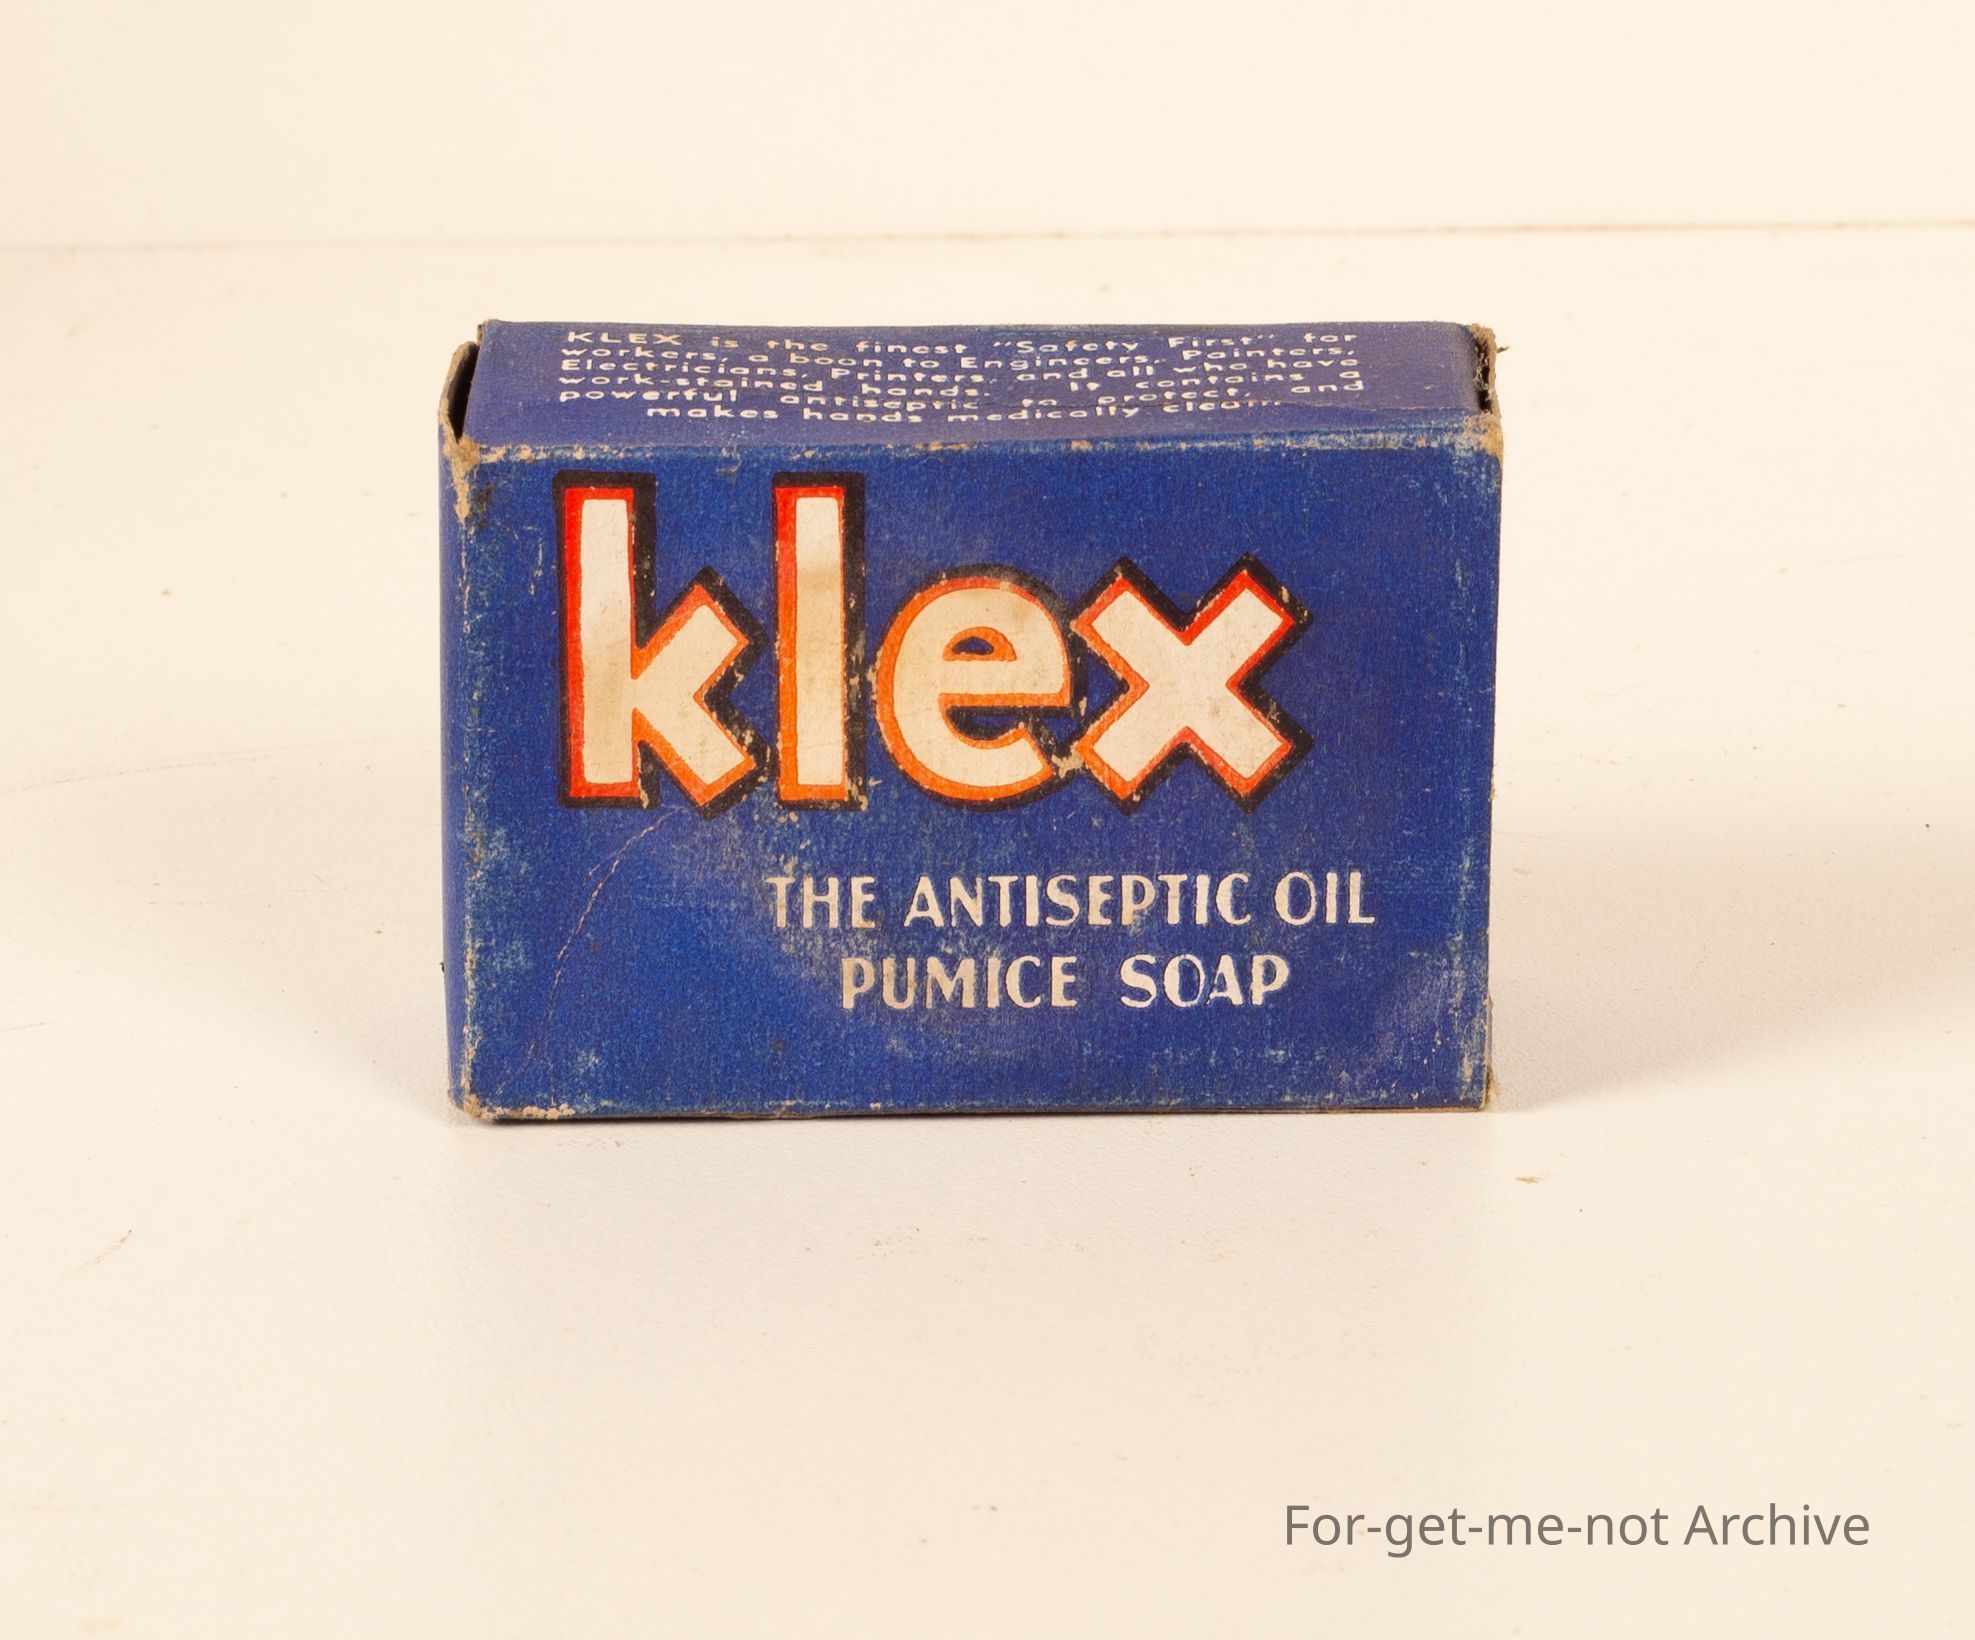 KLEX is the finest "Safety First" for
workers, a boon to Engineers, Painters,
Electricians, Printers, and all who have
work-stained hands. It contains a
powerful antiseptic to protect, and
makes hands medically clean.
klex
THE ANTISEPTIC OIL
PUMICE SOAP
For-get-me-not Archive